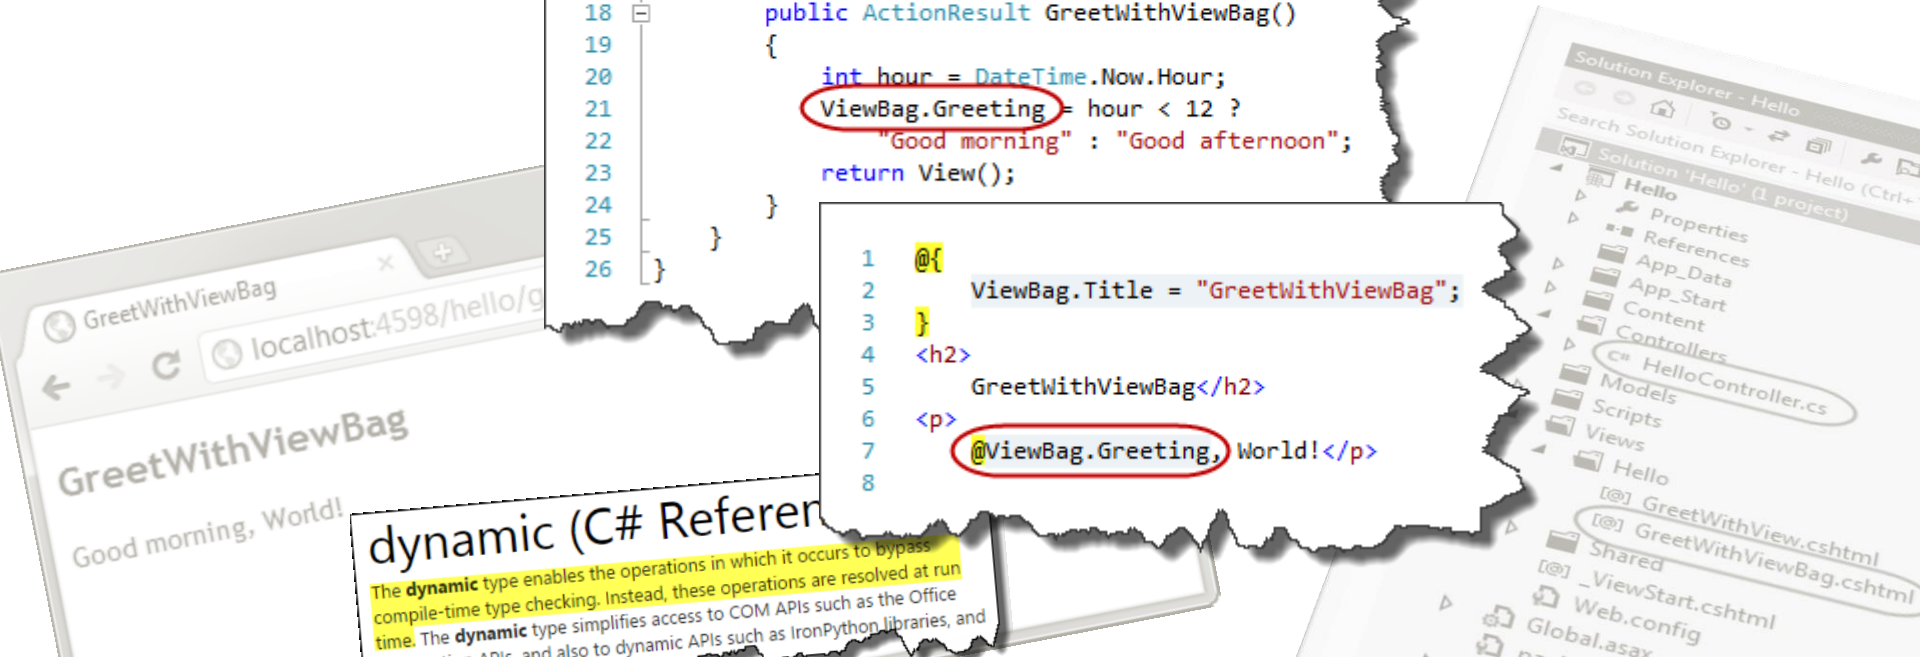 18 public ActionResult GreetWithViewBag()
19 {
20 int hour = DateTime.Now.Hour;
21 ViewBag.Greeting = hour < 12 ?
22 "Good morning" : "Good afternoon";
23 return View();
24 }
25 }
26 }
1 @{
2 ViewBag.Title = "GreetWithViewBag";
3 }
4 <h2>
5 GreetWithViewBag</h2>
6 <p>
7 @ViewBag.Greeting, World!</p>
8
GreetWithViewBag
localhost:4598/hello/g
GreetWithViewBag
Good morning, World!
dynamic (C# Referen
The dynamic type enables the operations in which it occurs to bypass
compile-time type checking. Instead, these operations are resolved at run
time. The dynamic type simplifies access to COM APIs such as the Office
APIs, and also to dynamic APIs such as IronPython libraries, and
Solution Explorer - Hello
Search Solution Explorer - Hello (Ctrl+
Solution 'Hello' (1 project)
Hello
Properties
References
App_Data
App_Start
Content
Controllers
C# HelloController.cs
Models
Scripts
Views
Hello
[@] GreetWithView.cshtml
[@] GreetWithViewBag.cshtml
Shared
[@] _ViewStart.cshtml
Web.config
Global.asax